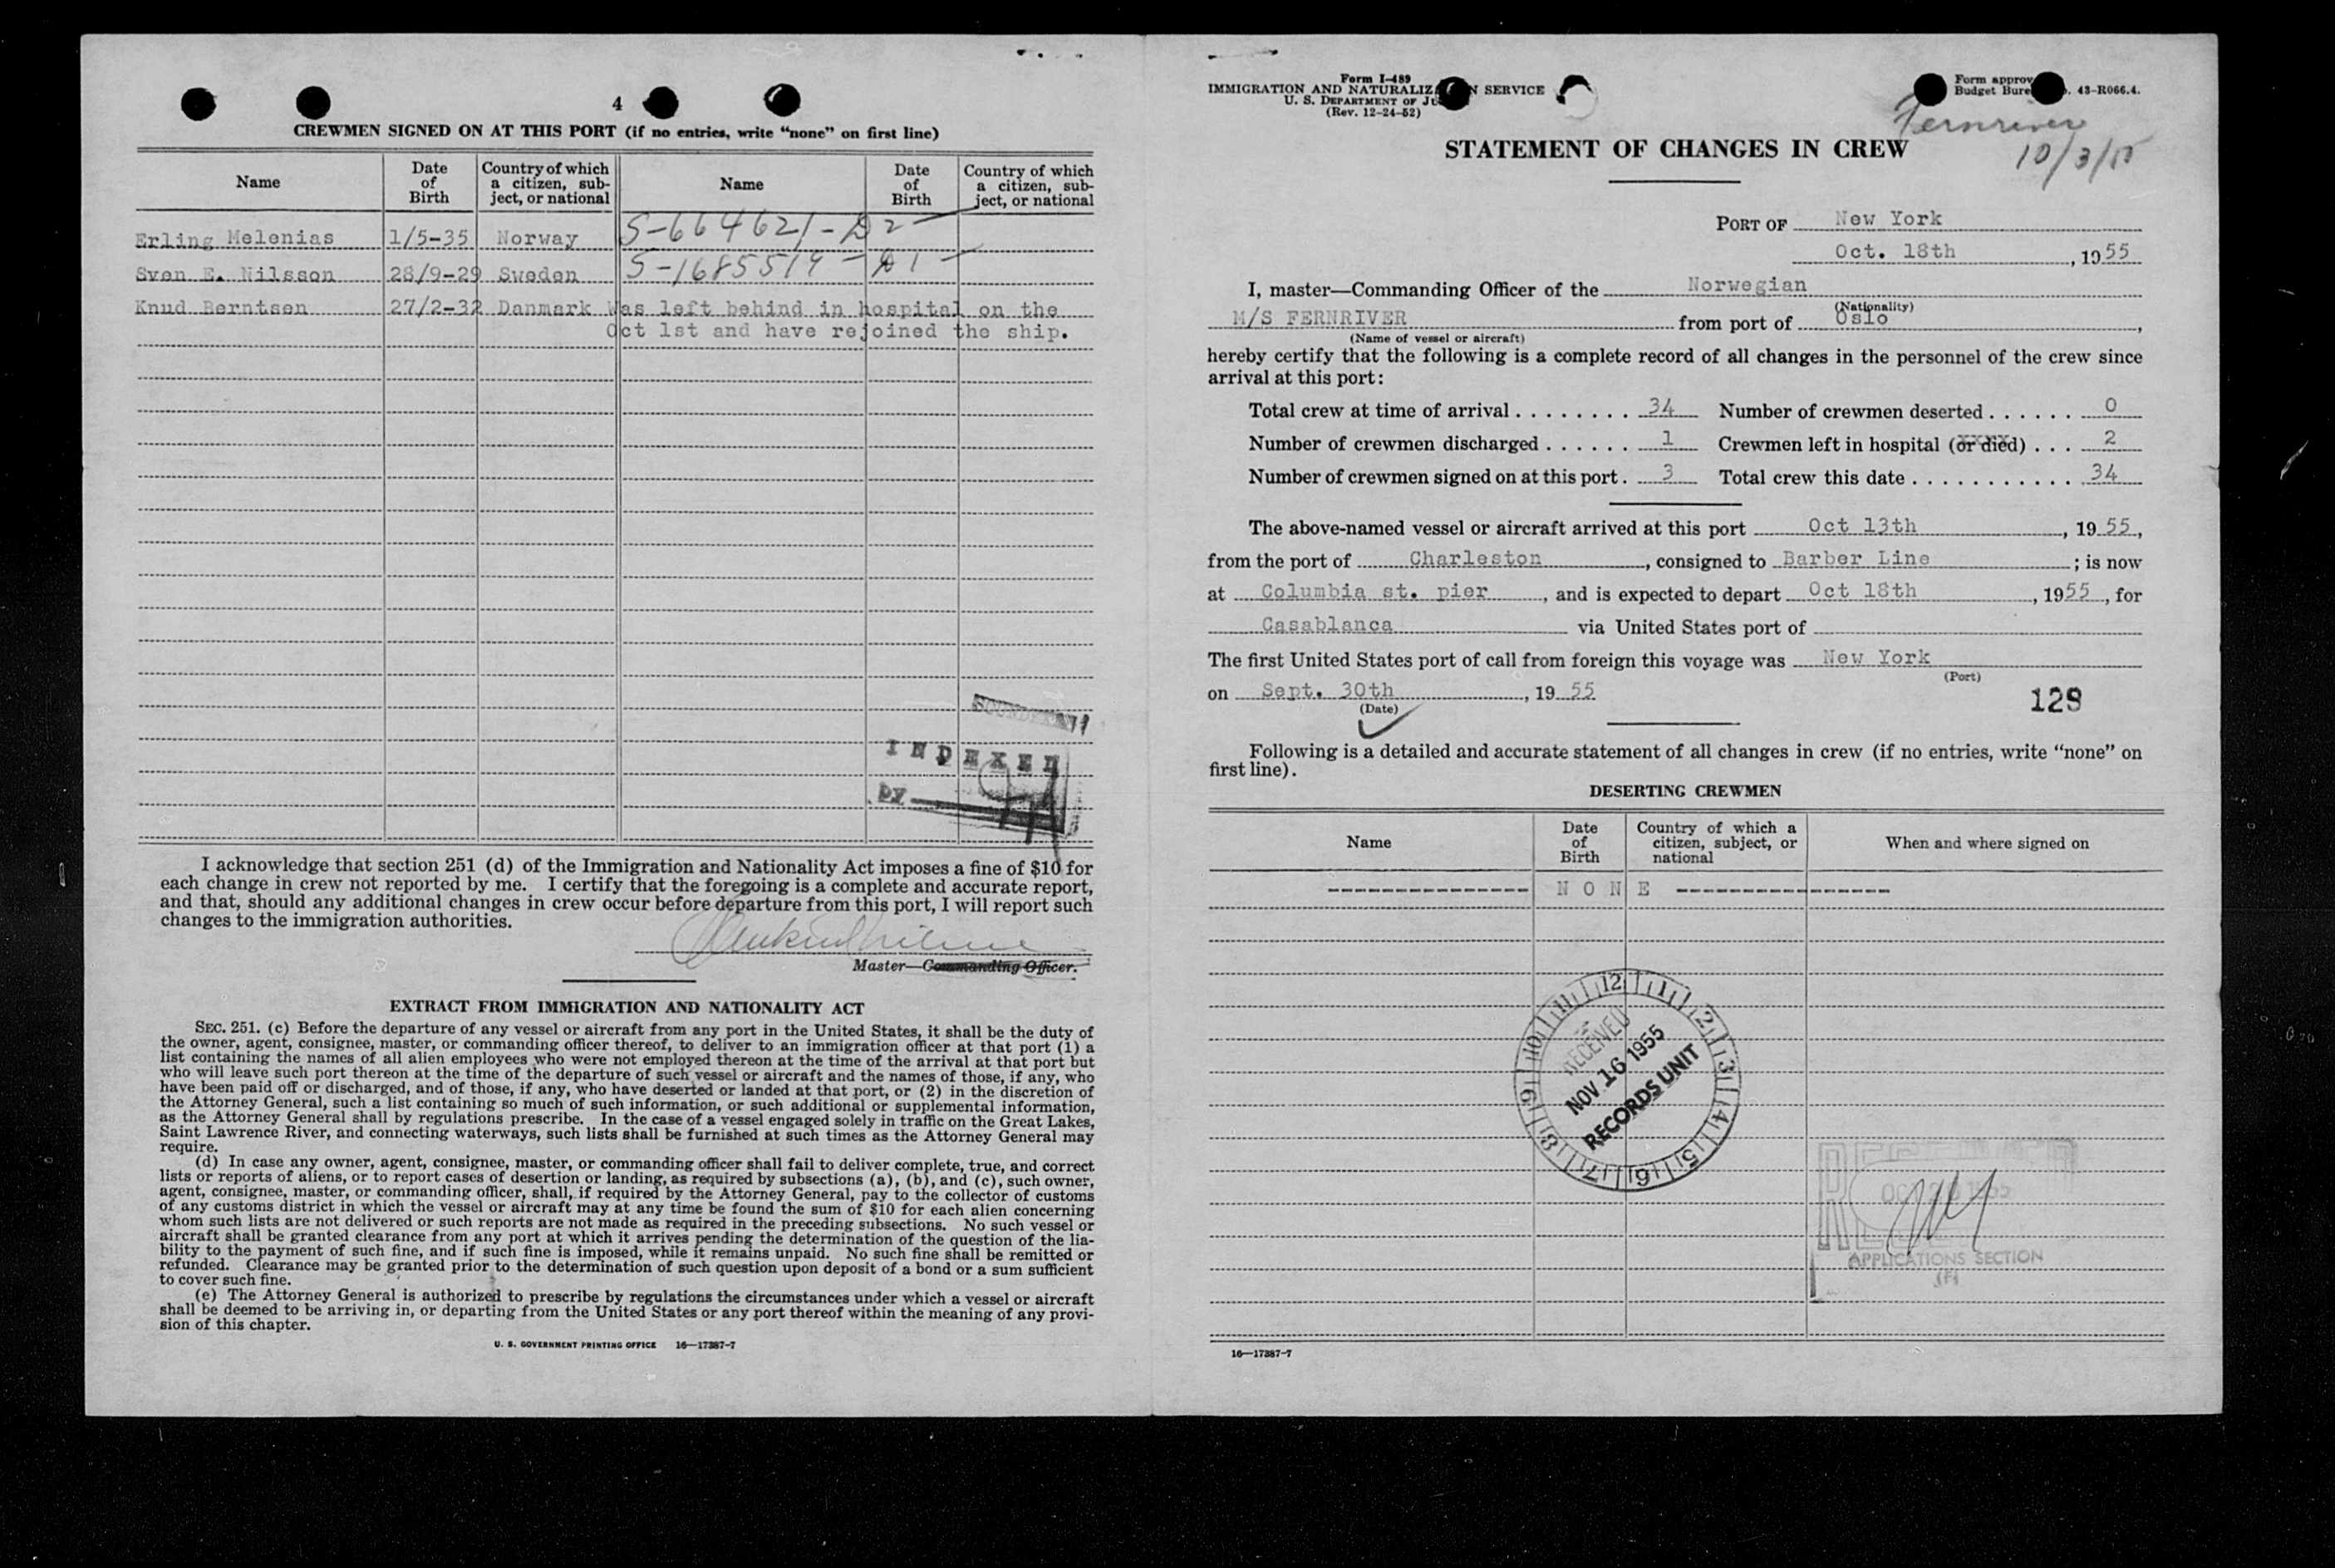 4
CREWMEN SIGNED ON AT THIS PORT (if no entries, write “none” on first line)
Name | Date of Birth | Country of which a citizen, subject, or national | Name | Date of Birth | Country of which a citizen, subject, or national
Erling Melenias 1/5-35 Norway S-664621-D2
Sven E. Nilsson 28/9-29 Sweden S-1685519-D1
Knud Berntsen 27/2-32 Danmark Was left behind in hospital on the
Oct 1st and have rejoined the ship.
INDEXED
by
I acknowledge that section 251 (d) of the Immigration and Nationality Act imposes a fine of $10 for
each change in crew not reported by me. I certify that the foregoing is a complete and accurate report,
and that, should any additional changes in crew occur before departure from this port, I will report such
changes to the immigration authorities.
Master—Commanding Officer.
EXTRACT FROM IMMIGRATION AND NATIONALITY ACT
SEC. 251. (c) Before the departure of any vessel or aircraft from any port in the United States, it shall be the duty of
the owner, agent, consignee, master, or commanding officer thereof, to deliver to an immigration officer at that port (1) a
list containing the names of all alien employees who were not employed thereon at the time of the arrival at that port but
who will leave such port thereon at the time of the departure of such vessel or aircraft and the names of those, if any, who
have been paid off or discharged, and of those, if any, who have deserted or landed at that port, or (2) in the discretion of
the Attorney General, such a list containing so much of such information, or such additional or supplemental information,
as the Attorney General shall by regulations prescribe. In the case of a vessel engaged solely in traffic on the Great Lakes,
Saint Lawrence River, and connecting waterways, such lists shall be furnished at such times as the Attorney General may
require.
(d) In case any owner, agent, consignee, master, or commanding officer shall fail to deliver complete, true, and correct
lists or reports of aliens, or to report cases of desertion or landing, as required by subsections (a), (b), and (c), such owner,
agent, consignee, master, or commanding officer, shall, if required by the Attorney General, pay to the collector of customs
of any customs district in which the vessel or aircraft may at any time be found the sum of $10 for each alien concerning
whom such lists are not delivered or such reports are not made as required in the preceding subsections. No such vessel or
aircraft shall be granted clearance from any port at which it arrives pending the determination of the question of the lia-
bility to the payment of such fine, and if such fine is imposed, while it remains unpaid. No such fine shall be remitted or
refunded. Clearance may be granted prior to the determination of such question upon deposit of a bond or a sum sufficient
to cover such fine.
(e) The Attorney General is authorized to prescribe by regulations the circumstances under which a vessel or aircraft
shall be deemed to be arriving in, or departing from the United States or any port thereof within the meaning of any provi-
sion of this chapter.
U. S. GOVERNMENT PRINTING OFFICE 16—17387-7
Form I-489
IMMIGRATION AND NATURALIZ N SERVICE
U. S. DEPARTMENT OF JU
(Rev. 12-24-52)
Form approv
Budget Bure . 43-R066.4.
Fernriver
10/3/55
STATEMENT OF CHANGES IN CREW
PORT OF New York
Oct. 18th, 1955
I, master—Commanding Officer of the Norwegian
(Nationality)
M/S FERNRIVER from port of Oslo,
(Name of vessel or aircraft)
hereby certify that the following is a complete record of all changes in the personnel of the crew since
arrival at this port:
Total crew at time of arrival . . . . . . . . 34 Number of crewmen deserted . . . . . . 0
Number of crewmen discharged . . . . . . 1 Crewmen left in hospital (or died) . . . 2
Number of crewmen signed on at this port . 3 Total crew this date . . . . . . . . . . . . 34
The above-named vessel or aircraft arrived at this port Oct 13th, 1955,
from the port of Charleston, consigned to Barber Line; is now
at Columbia st. pier, and is expected to depart Oct 18th, 1955, for
Casablanca via United States port of
The first United States port of call from foreign this voyage was New York
(Port)
on Sept. 30th, 1955
(Date)
129
Following is a detailed and accurate statement of all changes in crew (if no entries, write “none” on
first line).
DESERTING CREWMEN
Name | Date of Birth | Country of which a citizen, subject, or national | When and where signed on
---------------- N O N E -----------------
12 1 2 3 4 5 6 7 8 9 10 11
RECEIVED
NOV 16 1955
RECORDS UNIT
APPLICATIONS SECTION
16—17387-7